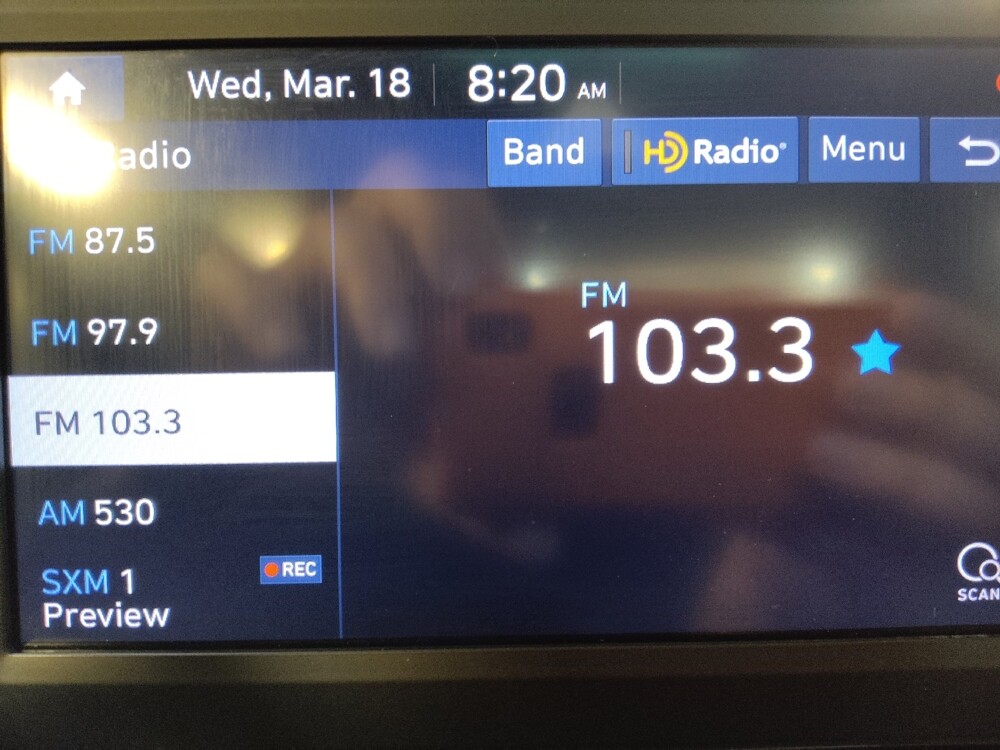 Wed, Mar. 18 8:20 AM
adio Band HD Radio® Menu
FM 87.5
FM 97.9
FM 103.3
AM 530
SXM 1
Preview
REC
FM
103.3
SCAN